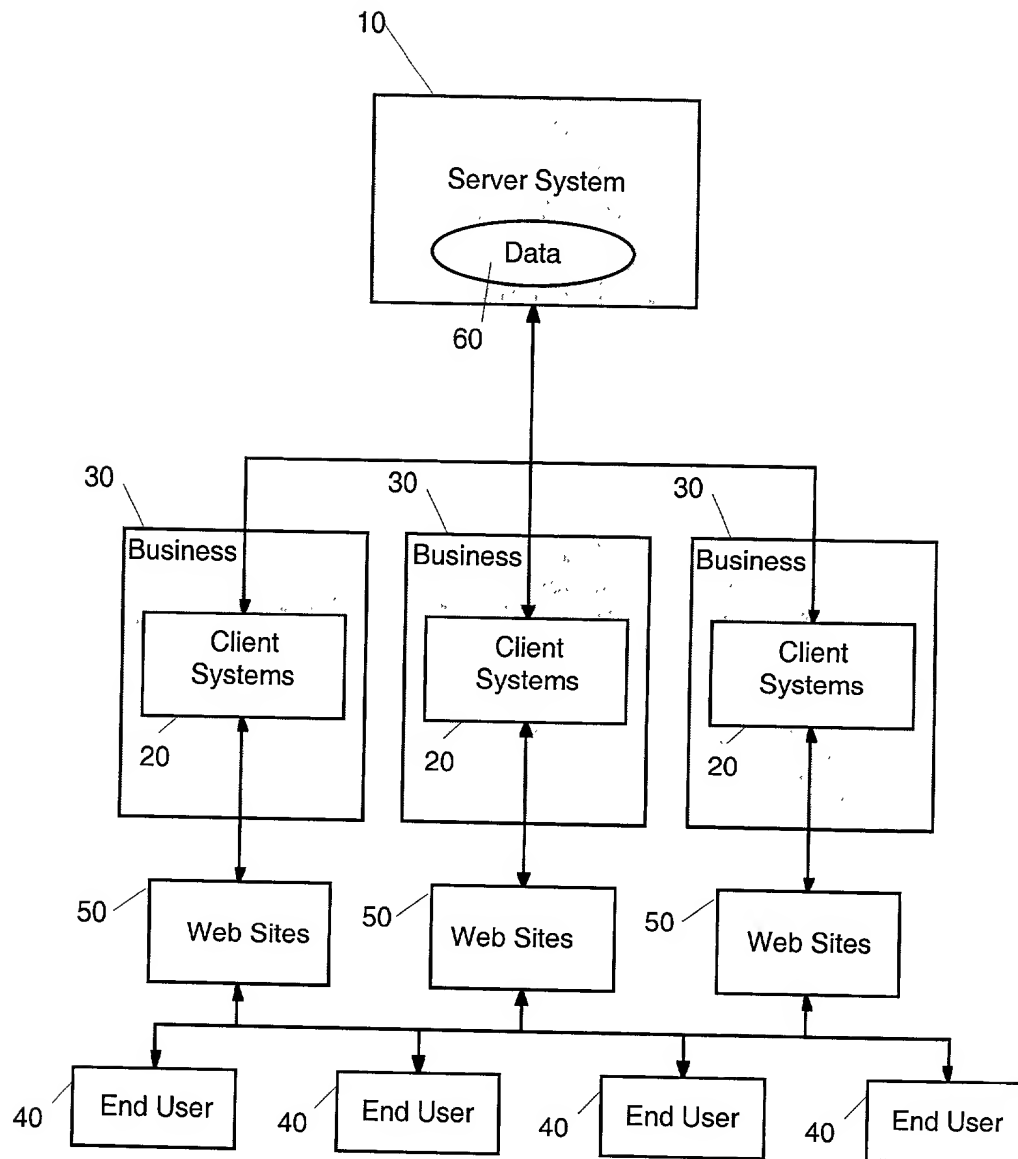 10
Server System
Data
60
30
30
30
Business
Business
Business
Client
Systems
Client
Systems
Client
Systems
20
20
20
50
50
50
Web Sites
Web Sites
Web Sites
40
End User
40
End User
40
End User
40
End User